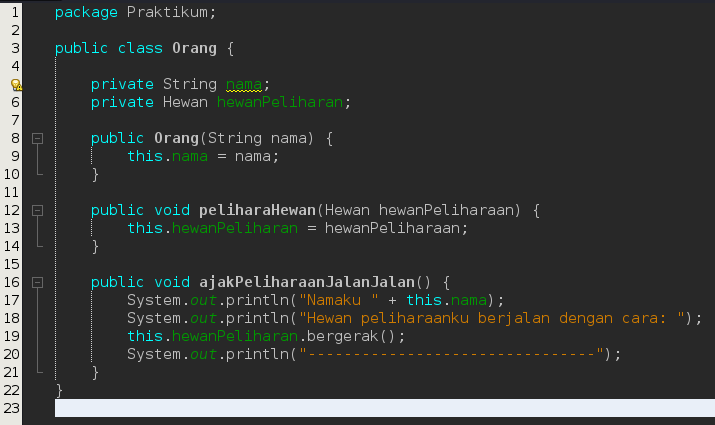 1 package Praktikum;
2
3 public class Orang {
4
private String nama;
6 private Hewan hewanPeliharan;
7
8 public Orang(String nama) {
9 this.nama = nama;
10 }
11
12 public void peliharaHewan(Hewan hewanPeliharaan) {
13 this.hewanPeliharan = hewanPeliharaan;
14 }
15
16 public void ajakPeliharaanJalanJalan() {
17 System.out.println("Namaku " + this.nama);
18 System.out.println("Hewan peliharaanku berjalan dengan cara: ");
19 this.hewanPeliharan.bergerak();
20 System.out.println("--------------------------------");
21 }
22 }
23